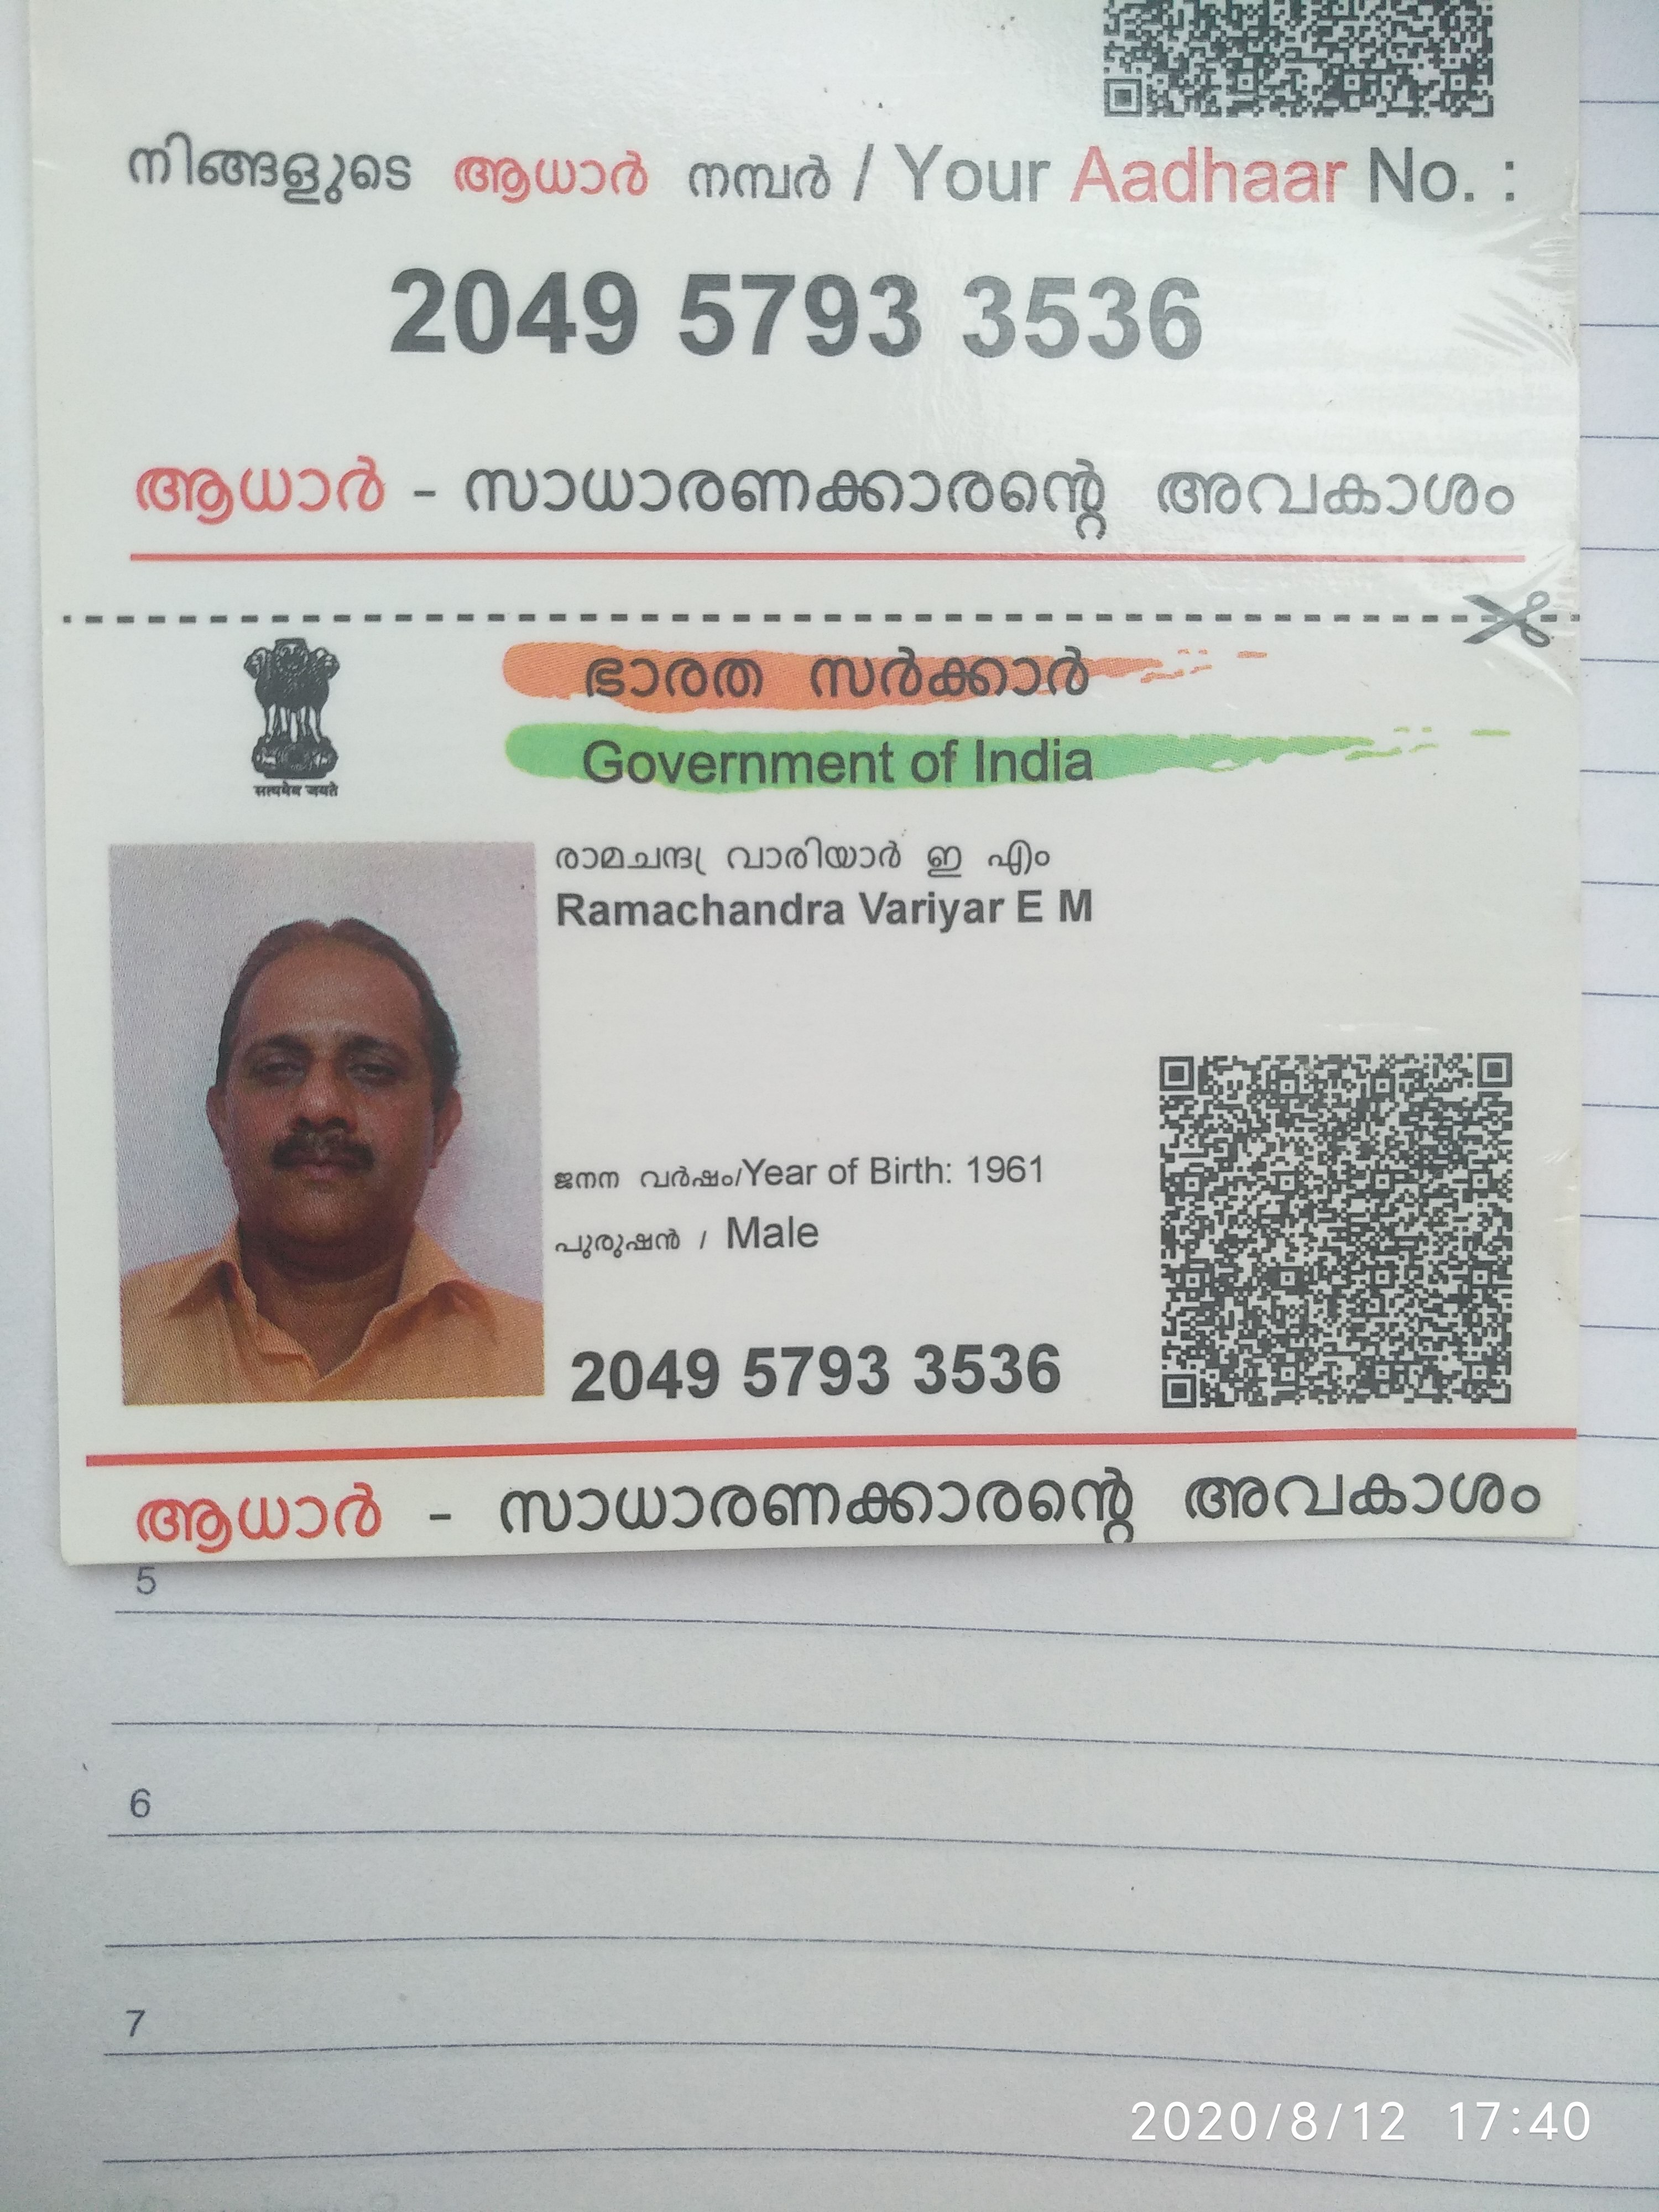 നിങ്ങളുടെ ആധാർ നമ്പർ / Your Aadhaar No. :
2049 5793 3536
ആധാർ - സാധാരണക്കാരന്റെ അവകാശം
ഭാരത സർക്കാർ
Government of India
सत्यमेव जयते
രാമചന്ദ്ര വാരിയാർ ഇ എം
Ramachandra Variyar E M
ജനന വർഷം/Year of Birth: 1961
പുരുഷൻ / Male
2049 5793 3536
ആധാർ - സാധാരണക്കാരന്റെ അവകാശം
5
6
7
2020/8/12 17:40